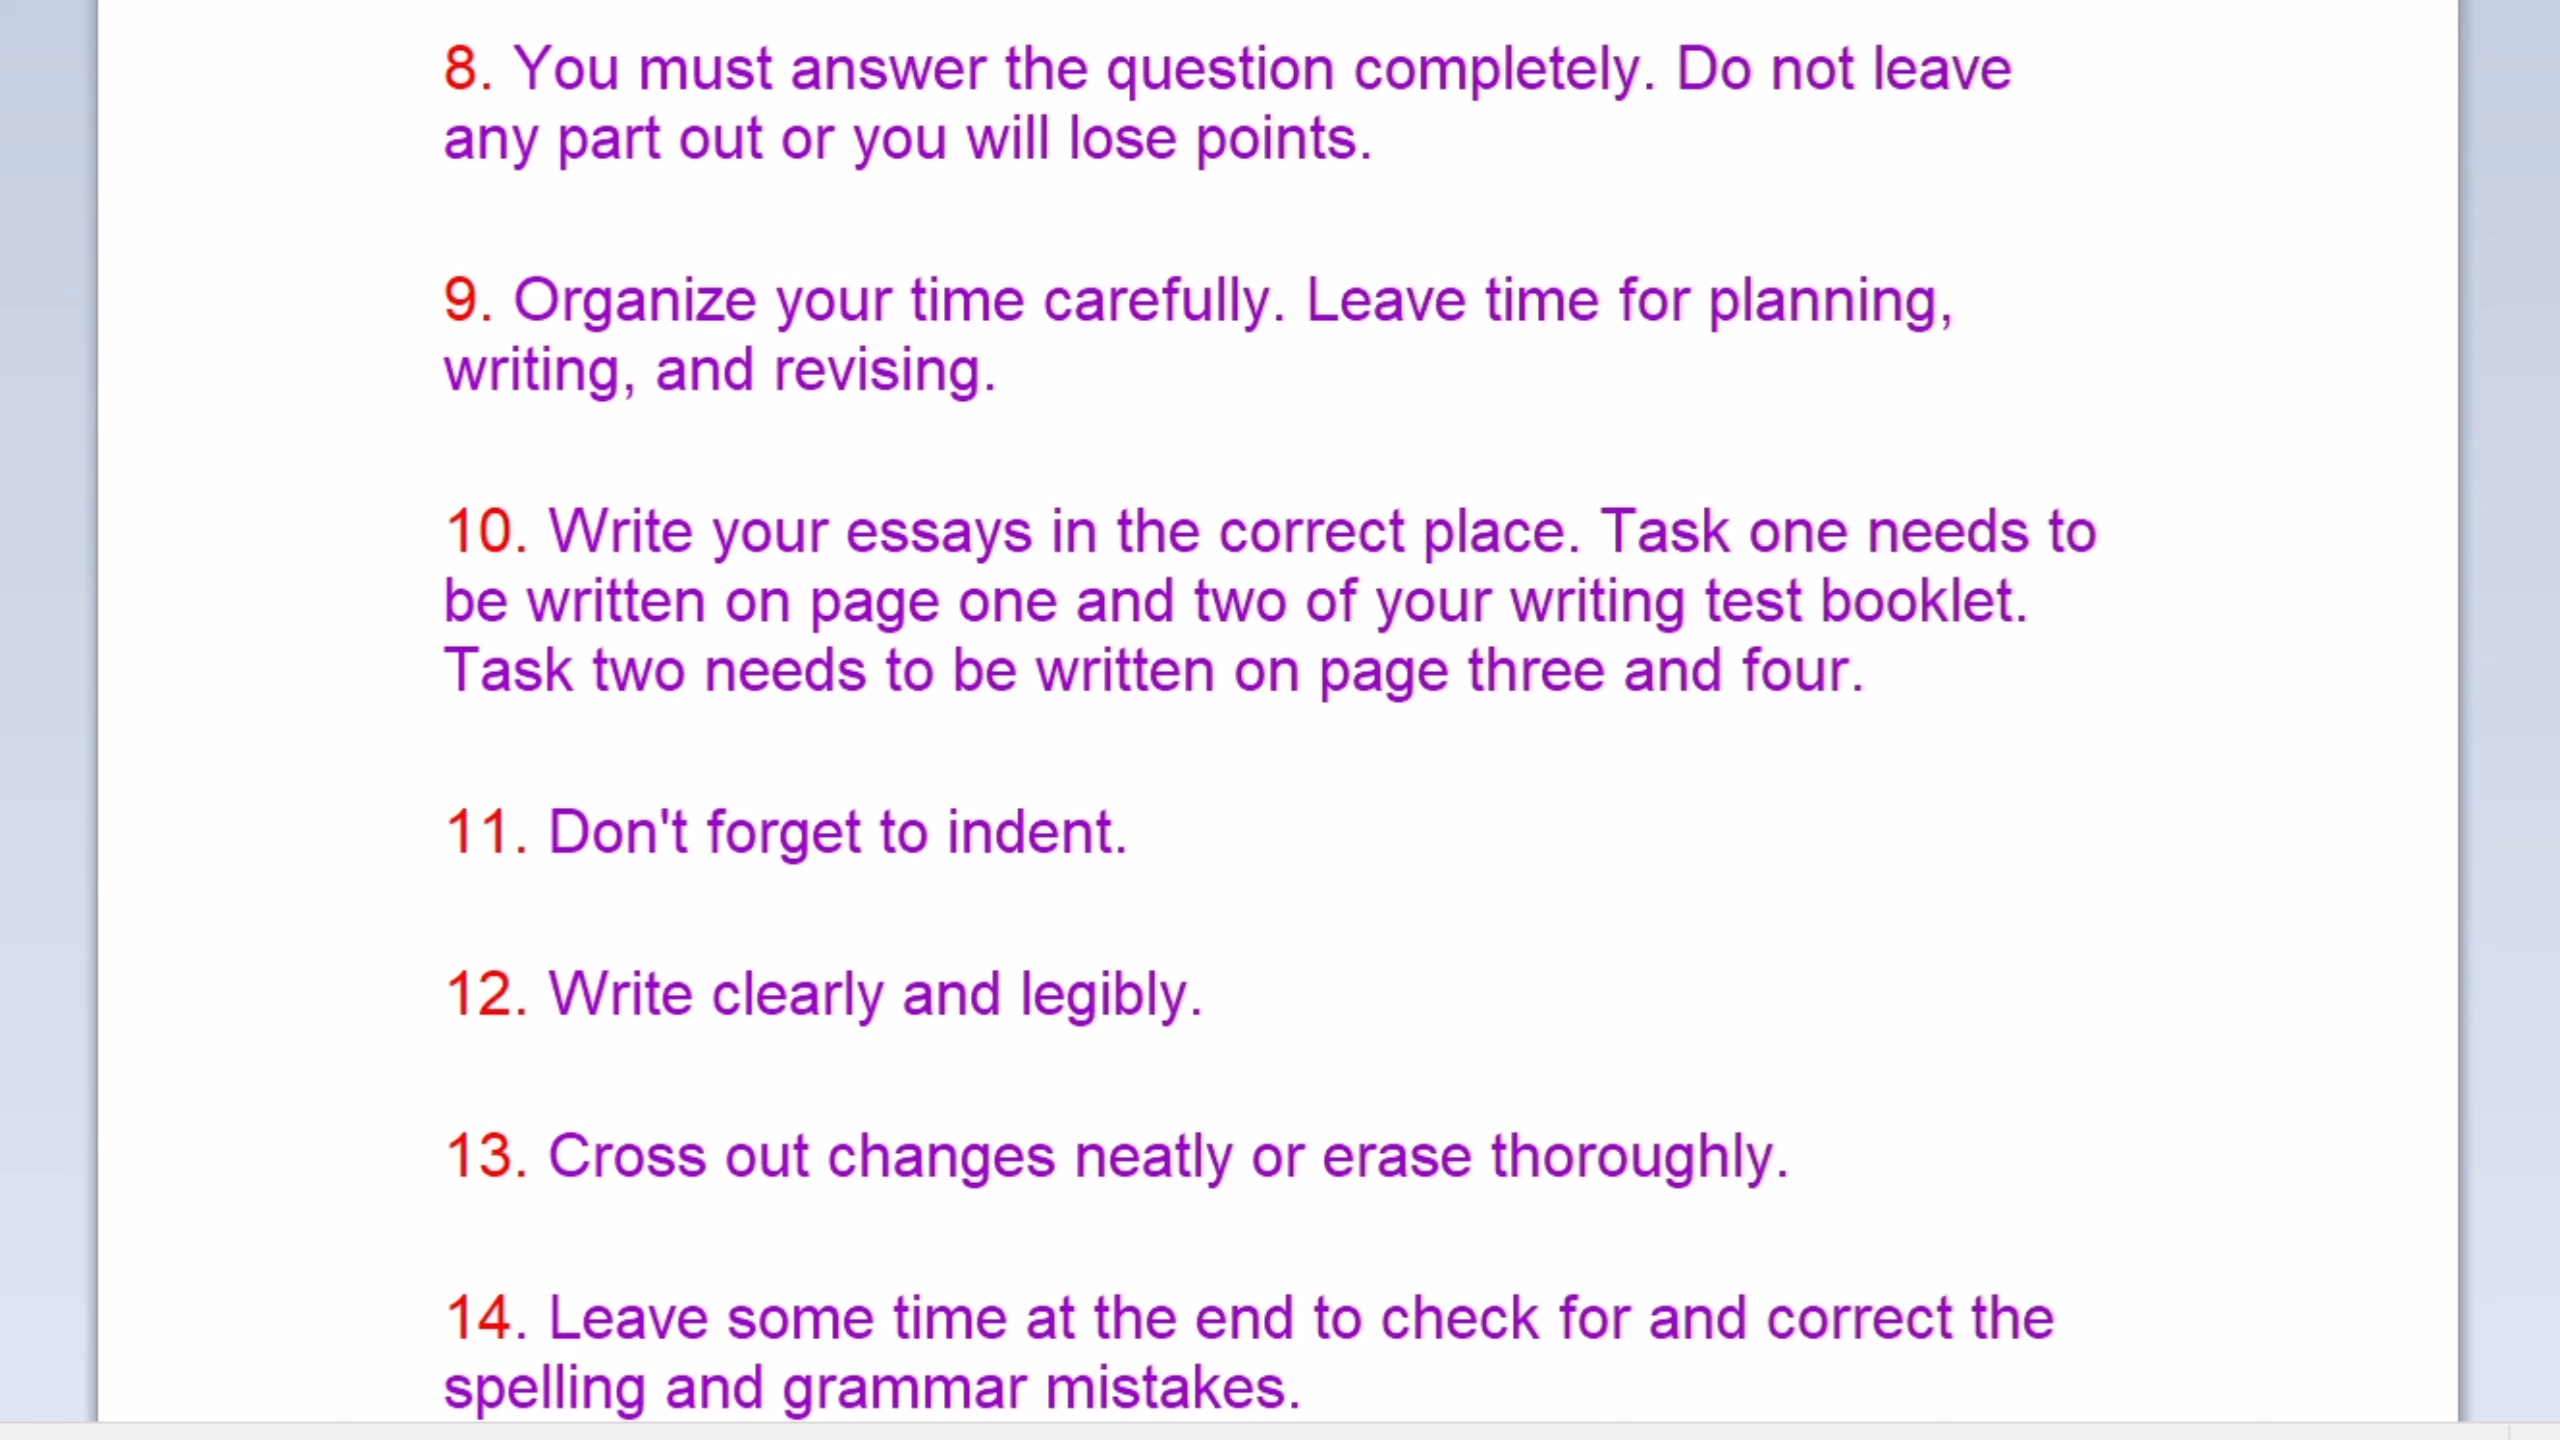 8. You must answer the question completely. Do not leave
any part out or you will lose points.
9. Organize your time carefully. Leave time for planning,
writing, and revising.
10. Write your essays in the correct place. Task one needs to
be written on page one and two of your writing test booklet.
Task two needs to be written on page three and four.
11. Don't forget to indent.
12. Write clearly and legibly.
13. Cross out changes neatly or erase thoroughly.
14. Leave some time at the end to check for and correct the
spelling and grammar mistakes.